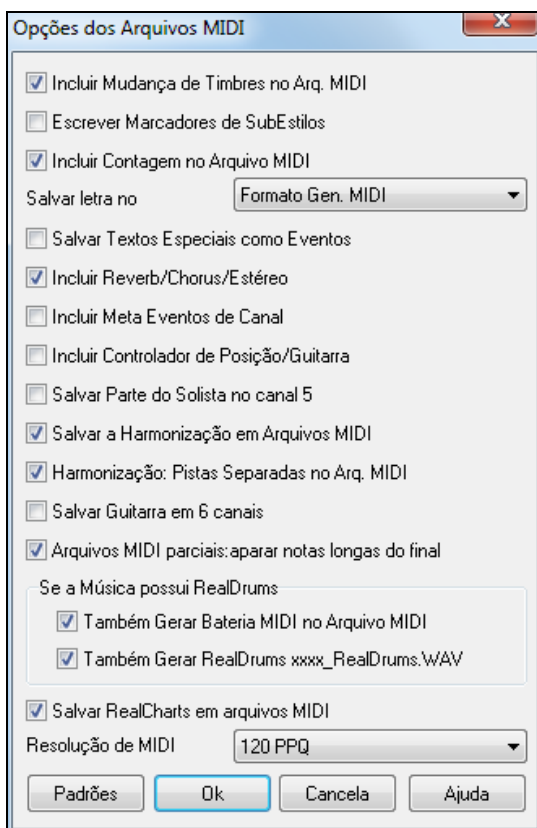 Opções dos Arquivos MIDI
Incluir Mudança de Timbres no Arq. MIDI
Escrever Marcadores de SubEstilos
Incluir Contagem no Arquivo MIDI
Salvar letra no Formato Gen. MIDI
Salvar Textos Especiais como Eventos
Incluir Reverb/Chorus/Estéreo
Incluir Meta Eventos de Canal
Incluir Controlador de Posição/Guitarra
Salvar Parte do Solista no canal 5
Salvar a Harmonização em Arquivos MIDI
Harmonização: Pistas Separadas no Arq. MIDI
Salvar Guitarra em 6 canais
Arquivos MIDI parciais:aparar notas longas do final
Se a Música possui RealDrums
Também Gerar Bateria MIDI no Arquivo MIDI
Também Gerar RealDrums xxxx_RealDrums.WAV
Salvar RealCharts em arquivos MIDI
Resolução de MIDI 120 PPQ
Padrões Ok Cancela Ajuda